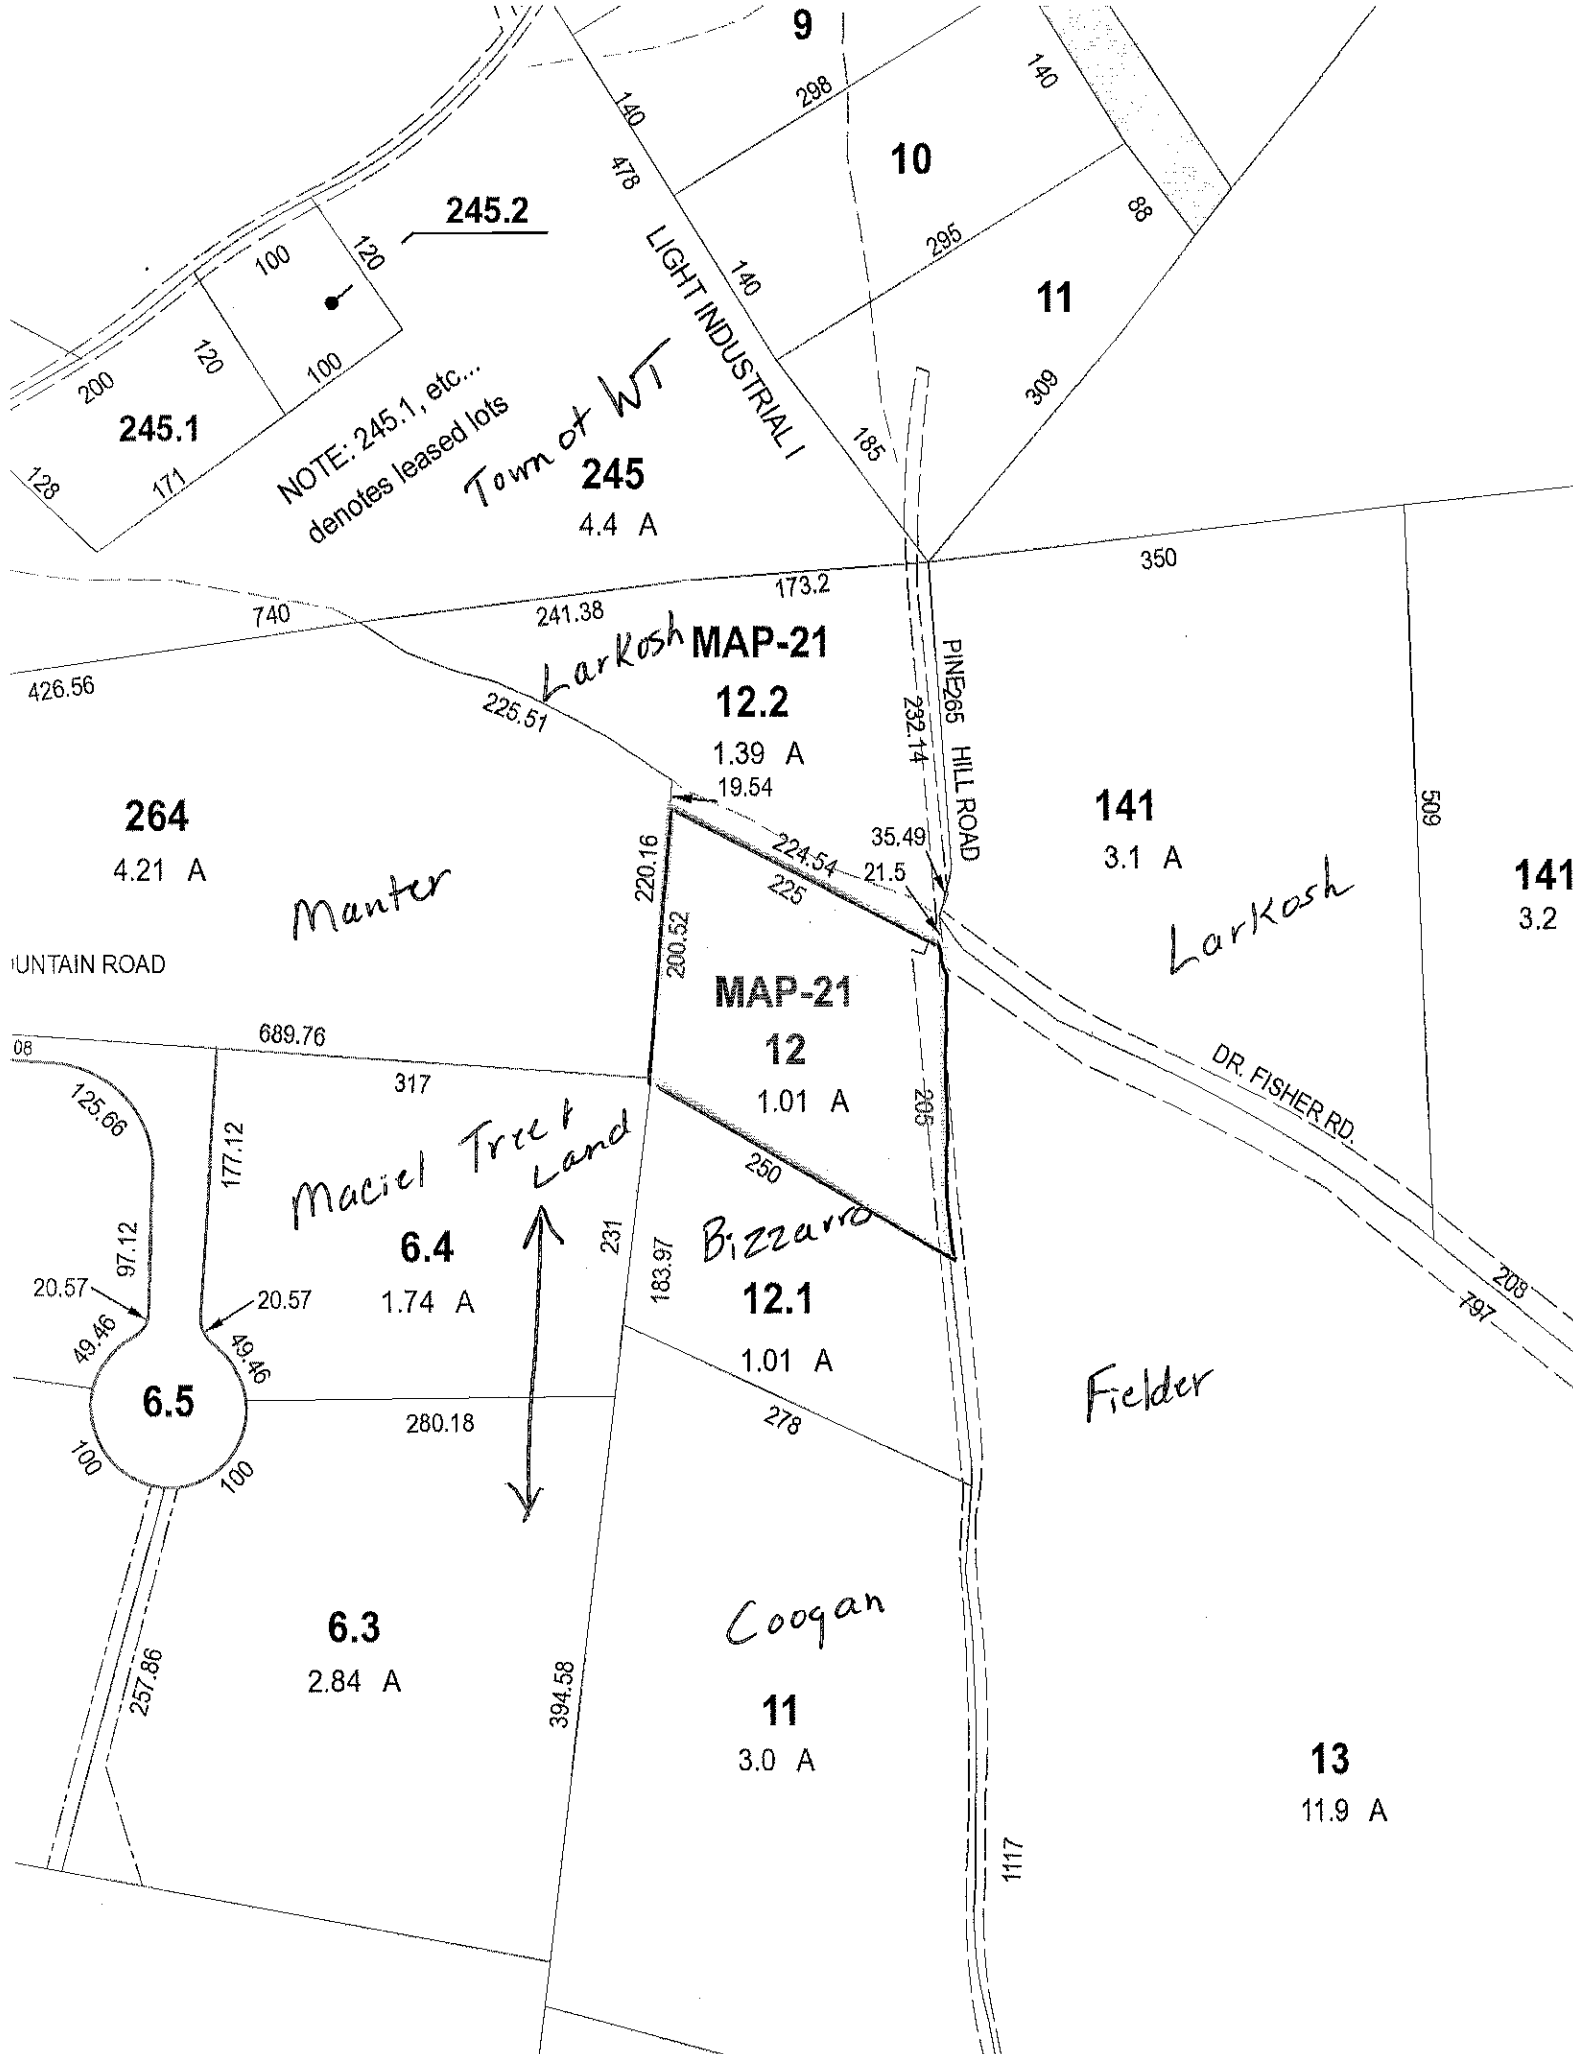 9
298
140
140
478
10
245.2
88
100
120
295
140
LIGHT INDUSTRIAL I
11
120
100
309
200
245.1
NOTE: 245.1, etc...
denotes leased lots
Town of WT
185
128
171
245
4.4 A
350
173.2
740
241.38
Larkosh
MAP-21
426.56
225.51
12.2
1.39 A
232.14
PINE HILL ROAD
265
19.54
264
4.21 A
141
3.1 A
509
35.49
224.54
220.16
21.5
225
141
3.2
Manter
Larkosh
200.52
UNTAIN ROAD
MAP-21
12
1.01 A
689.76
08
317
125.66
205
DR. FISHER RD.
177.12
Maciel Tree &
Land
250
Bizzarro
231
183.97
97.12
6.4
1.74 A
12.1
1.01 A
20.57
20.57
208
797
49.46
49.46
6.5
280.18
278
Fielder
100
100
6.3
2.84 A
Coogan
257.86
394.58
11
3.0 A
13
11.9 A
1117